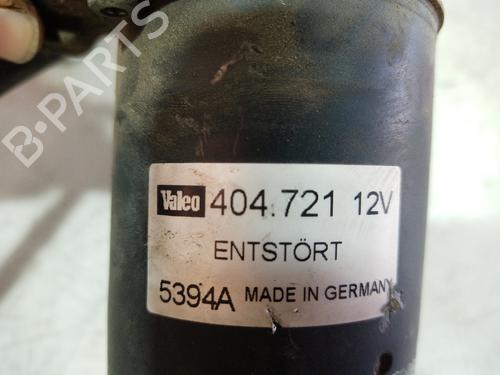 B-PARTS
Valeo 404.721 12V
ENTSTÖRT
5394A MADE IN GERMANY